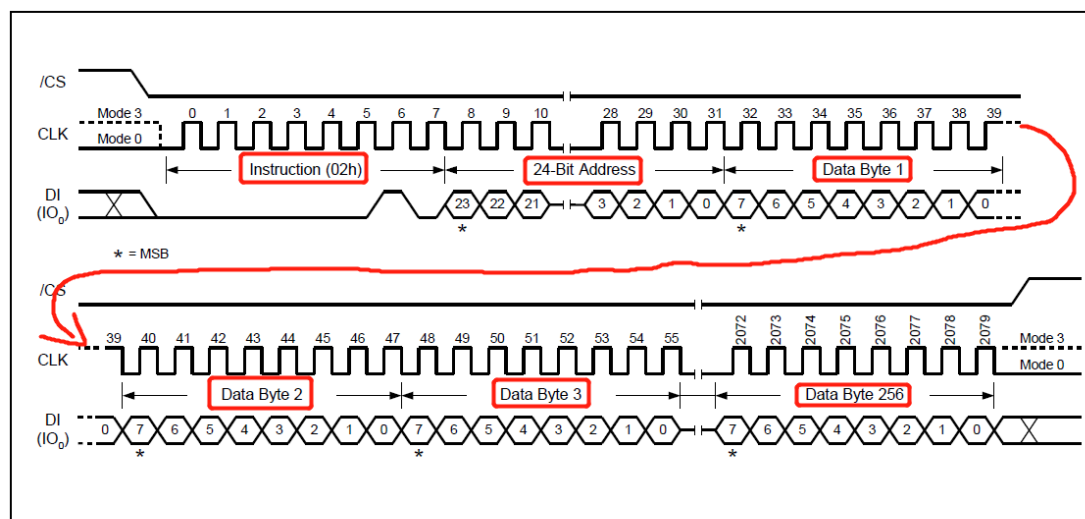 /CS
Mode 3 0 1 2 3 4 5 6 7 8 9 10 28 29 30 31 32 33 34 35 36 37 38 39
CLK Mode 0
Instruction (02h) 24-Bit Address Data Byte 1
DI
(IO0) 23 22 21 3 2 1 0 7 6 5 4 3 2 1 0
* *
* = MSB
/CS
39 40 41 42 43 44 45 46 47 48 49 50 51 52 53 54 55 2072 2073 2074 2075 2076 2077 2078 2079 Mode 3
CLK Mode 0
Data Byte 2 Data Byte 3 Data Byte 256
DI
(IO0) 0 7 6 5 4 3 2 1 0 7 6 5 4 3 2 1 0 7 6 5 4 3 2 1 0
* * *